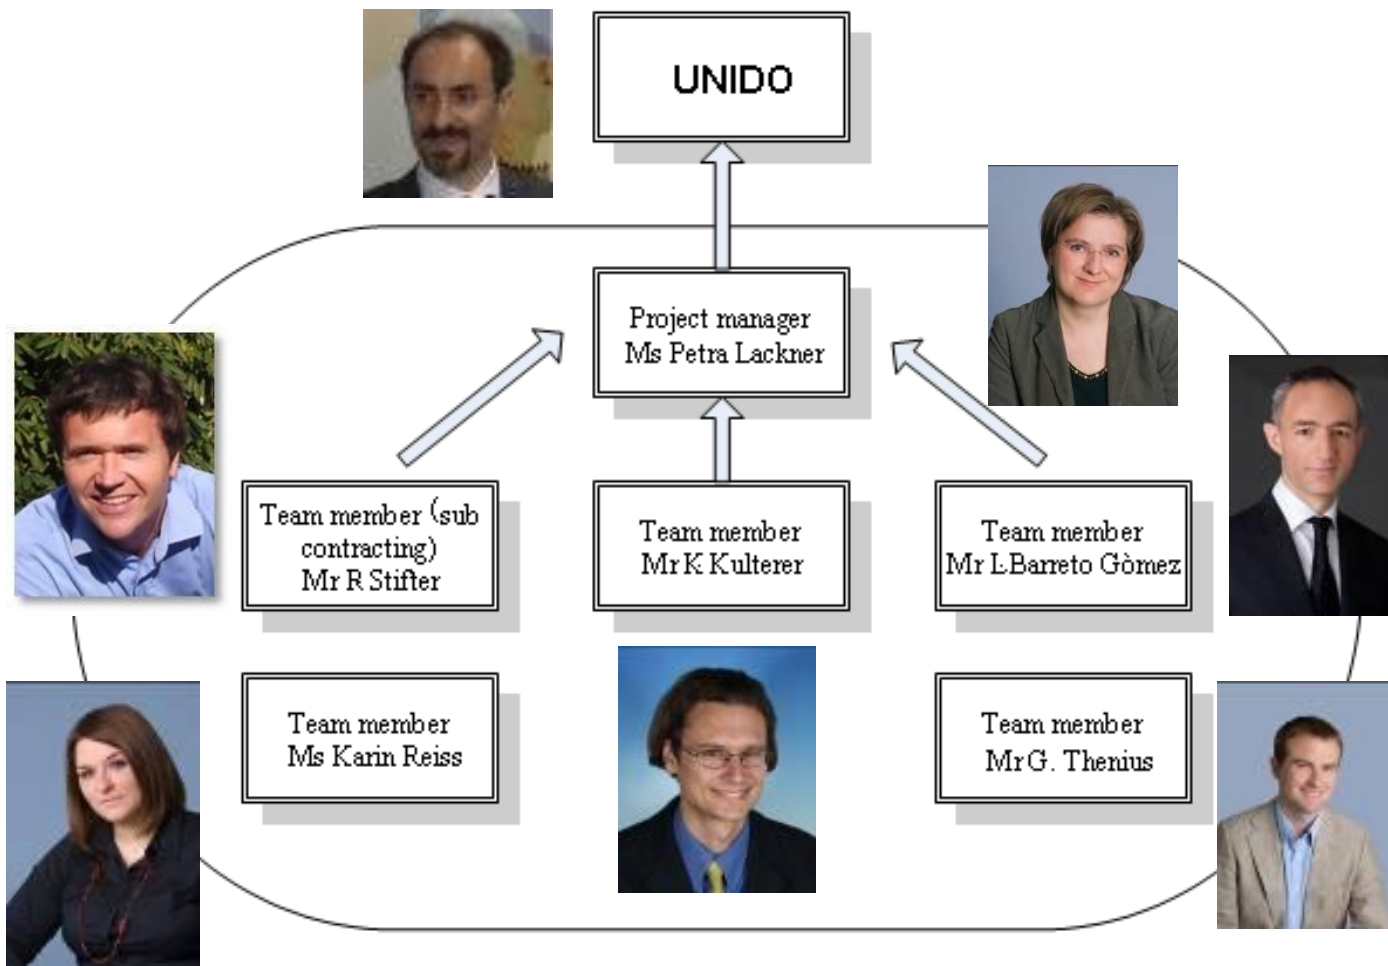 UNIDO
Project manager
Ms Petra Lackner
Team member (sub
contracting)
Mr R Stifter
Team member
Mr K Kulterer
Team member
Mr L.Barreto Gòmez
Team member
Ms Karin Reiss
Team member
Mr G. Thenius